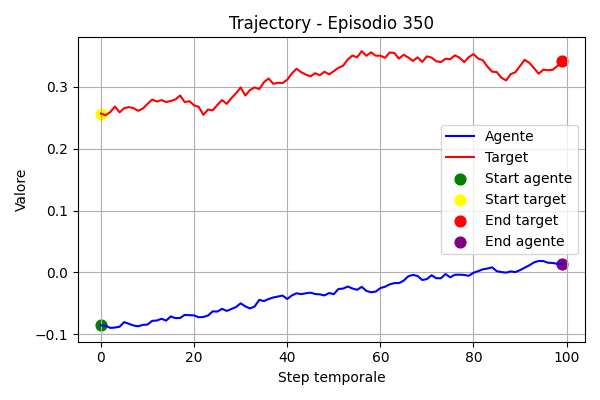 Trajectory - Episodio 350
Valore
0.3
0.2
0.1
0.0
−0.1
Agente
Target
Start agente
Start target
End target
End agente
0 20 40 60 80 100
Step temporale